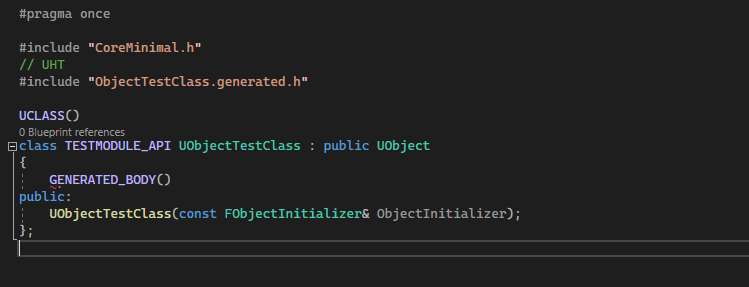 #pragma once
#include "CoreMinimal.h"
// UHT
#include "ObjectTestClass.generated.h"
UCLASS()
0 Blueprint references
class TESTMODULE_API UObjectTestClass : public UObject
{
GENERATED_BODY()
public:
UObjectTestClass(const FObjectInitializer& ObjectInitializer);
};